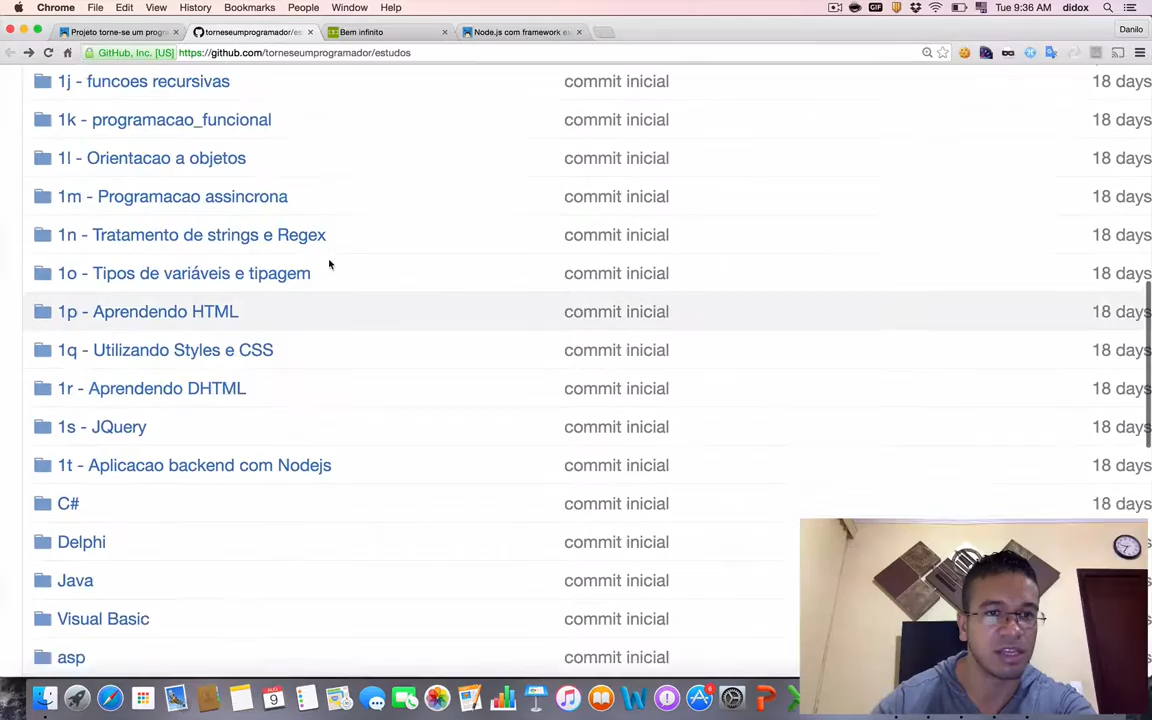 Chrome File Edit View History Bookmarks People Window Help GIF Tue 9:36 AM didox
Projeto torne-se um progra torneseumprogramador/es Bem infinito Node.js com framework ex Danilo
GitHub, Inc. [US] https://github.com/torneseumprogramador/estudos
1j - funcoes recursivas commit inicial 18 days
1k - programacao_funcional commit inicial 18 days
1l - Orientacao a objetos commit inicial 18 days
1m - Programacao assincrona commit inicial 18 days
1n - Tratamento de strings e Regex commit inicial 18 days
1o - Tipos de variáveis e tipagem commit inicial 18 days
1p - Aprendendo HTML commit inicial 18 days
1q - Utilizando Styles e CSS commit inicial 18 days
1r - Aprendendo DHTML commit inicial 18 days
1s - JQuery commit inicial 18 days
1t - Aplicacao backend com Nodejs commit inicial 18 days
C# commit inicial 18 days
Delphi commit inicial
Java commit inicial
Visual Basic commit inicial
asp commit inicial